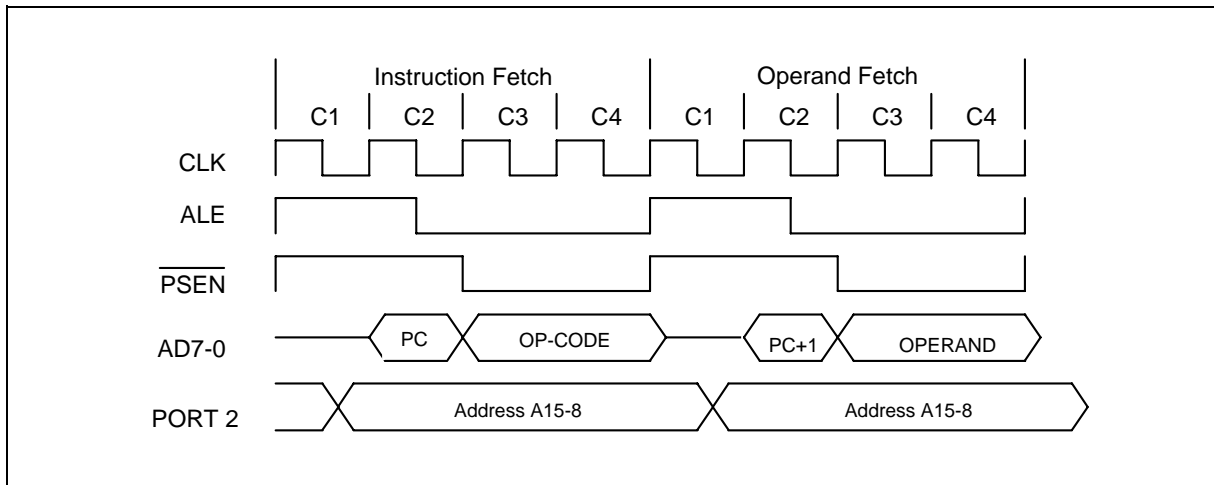 Instruction Fetch Operand Fetch
C1 C2 C3 C4 C1 C2 C3 C4
CLK
ALE
PSEN
AD7-0 PC OP-CODE PC+1 OPERAND
PORT 2 Address A15-8 Address A15-8